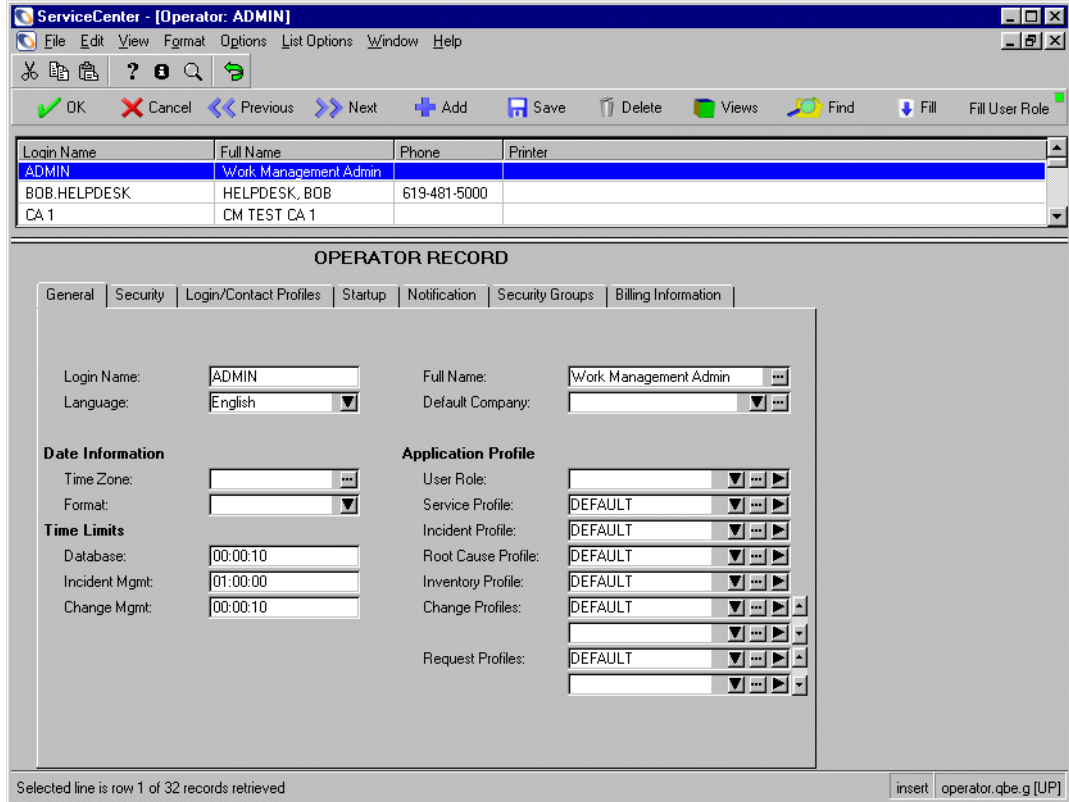 ServiceCenter - [Operator: ADMIN]
File Edit View Format Options List Options Window Help
OK Cancel Previous Next Add Save Delete Views Find Fill Fill User Role
Login Name Full Name Phone Printer
ADMIN Work Management Admin
BOB.HELPDESK HELPDESK, BOB 619-481-5000
CA 1 CM TEST CA 1
OPERATOR RECORD
General Security Login/Contact Profiles Startup Notification Security Groups Billing Information
Login Name: ADMIN Full Name: Work Management Admin
Language: English Default Company:
Date Information Application Profile
Time Zone: User Role:
Format: Service Profile: DEFAULT
Time Limits Incident Profile: DEFAULT
Database: 00:00:10 Root Cause Profile: DEFAULT
Incident Mgmt: 01:00:00 Inventory Profile: DEFAULT
Change Mgmt: 00:00:10 Change Profiles: DEFAULT
Request Profiles: DEFAULT
Selected line is row 1 of 32 records retrieved insert operator.qbe.g [UP]